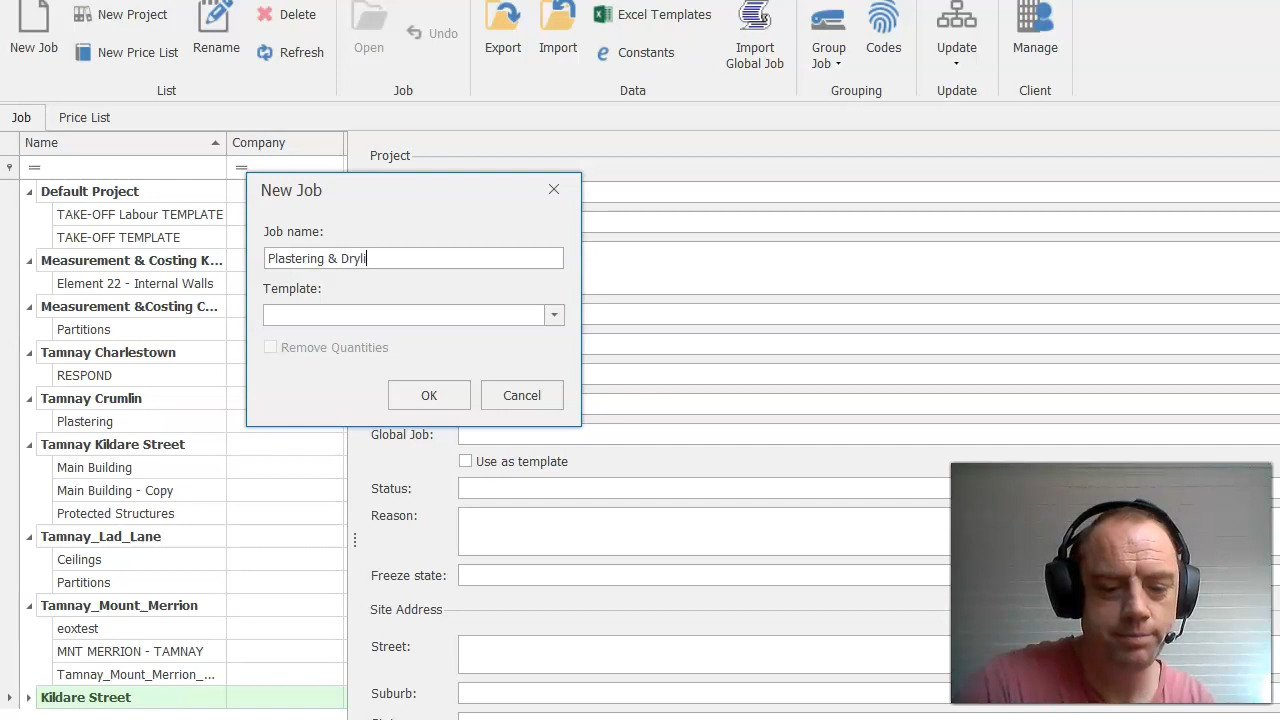 New Job
New Project
New Price List
Rename
Delete
Refresh
List
Open
Undo
Job
Export
Import
Excel Templates
Constants
Import
Global Job
Data
Group
Job
Codes
Grouping
Update
Update
Manage
Client
Job
Price List
Name
Company
Default Project
TAKE-OFF Labour TEMPLATE
TAKE-OFF TEMPLATE
Measurement & Costing K...
Element 22 - Internal Walls
Measurement &Costing C...
Partitions
Tamnay Charlestown
RESPOND
Tamnay Crumlin
Plastering
Tamnay Kildare Street
Main Building
Main Building - Copy
Protected Structures
Tamnay_Lad_Lane
Ceilings
Partitions
Tamnay_Mount_Merrion
eoxtest
MNT MERRION - TAMNAY
Tamnay_Mount_Merrion_...
Kildare Street
Project
New Job
Job name:
Plastering & Dryli
Template:
Remove Quantities
OK
Cancel
Global Job:
Use as template
Status:
Reason:
Freeze state:
Site Address
Street:
Suburb: